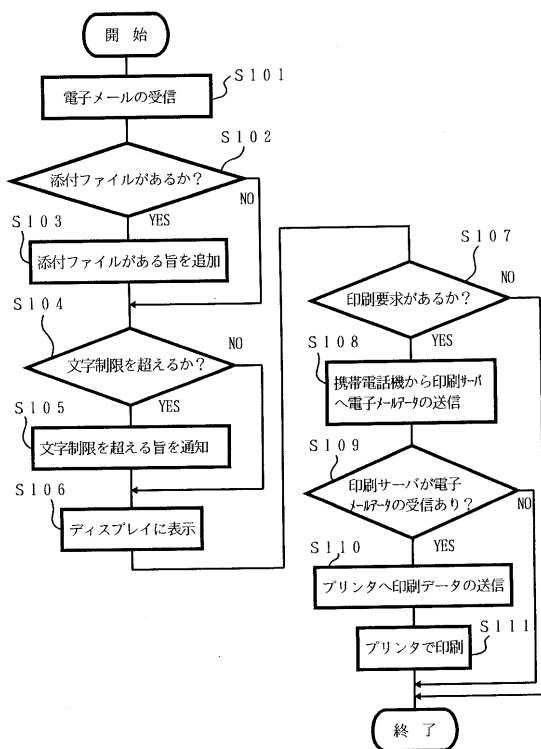 開 始
S101
電子メールの受信
S102
添付ファイルがあるか?
NO
YES
S103
添付ファイルがある旨を追加
S104
文字制限を超えるか?
NO
YES
S105
文字制限を超える旨を通知
S106
ディスプレイに表示
S107
印刷要求があるか?
NO
YES
S108
携帯電話機から印刷サーバ
へ電子メールデータの送信
S109
印刷サーバが電子
メールデータの受信あり?
NO
YES
S110
プリンタへ印刷データの送信
S111
プリンタで印刷
終 了